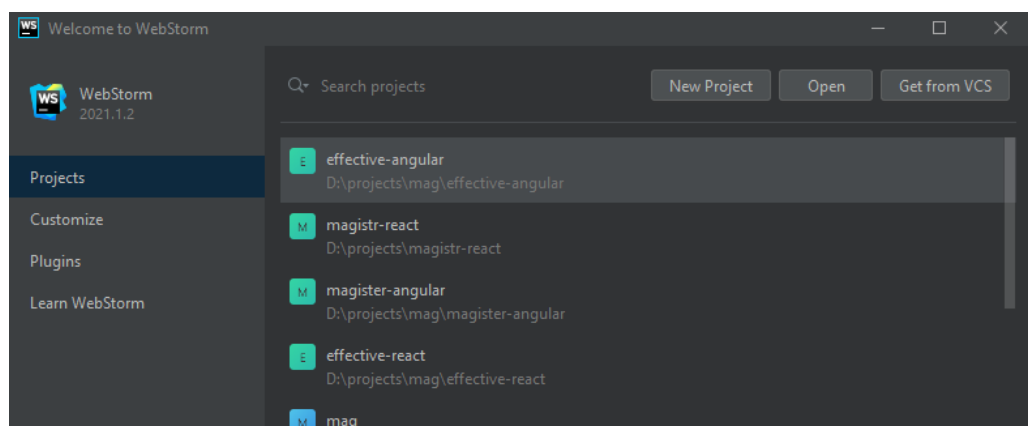 WS Welcome to WebStorm
WS WebStorm
2021.1.2
Projects
Customize
Plugins
Learn WebStorm
Search projects New Project Open Get from VCS
E effective-angular
D:\projects\mag\effective-angular
M magistr-react
D:\projects\magistr-react
M magister-angular
D:\projects\mag\magister-angular
E effective-react
D:\projects\mag\effective-react
M mag